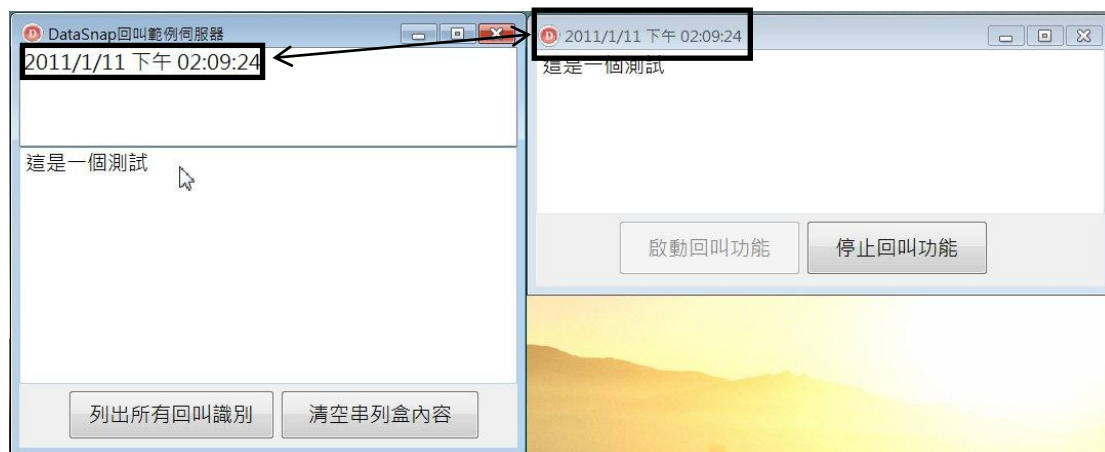 DataSnap回叫範例伺服器
2011/1/11 下午 02:09:24
這是一個測試
列出所有回叫識別
清空串列盒內容
2011/1/11 下午 02:09:24
這是一個測試
啟動回叫功能
停止回叫功能